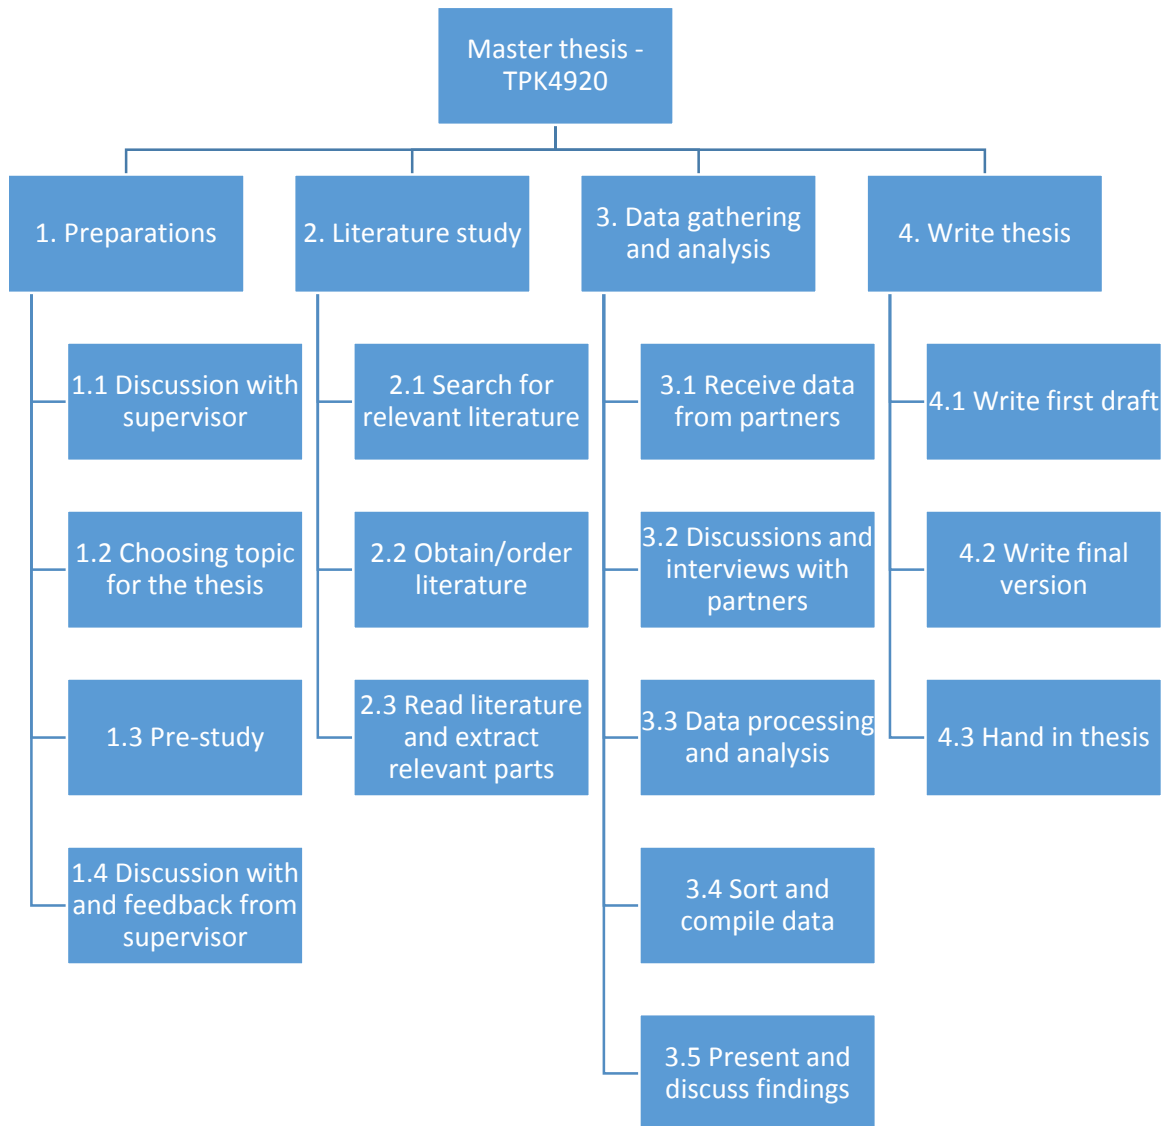 Master thesis -
TPK4920
1. Preparations
2. Literature study
3. Data gathering
and analysis
4. Write thesis
1.1 Discussion with
supervisor
1.2 Choosing topic
for the thesis
1.3 Pre-study
1.4 Discussion with
and feedback from
supervisor
2.1 Search for
relevant literature
2.2 Obtain/order
literature
2.3 Read literature
and extract
relevant parts
3.1 Receive data
from partners
3.2 Discussions and
interviews with
partners
3.3 Data processing
and analysis
3.4 Sort and
compile data
3.5 Present and
discuss findings
4.1 Write first draft
4.2 Write final
version
4.3 Hand in thesis